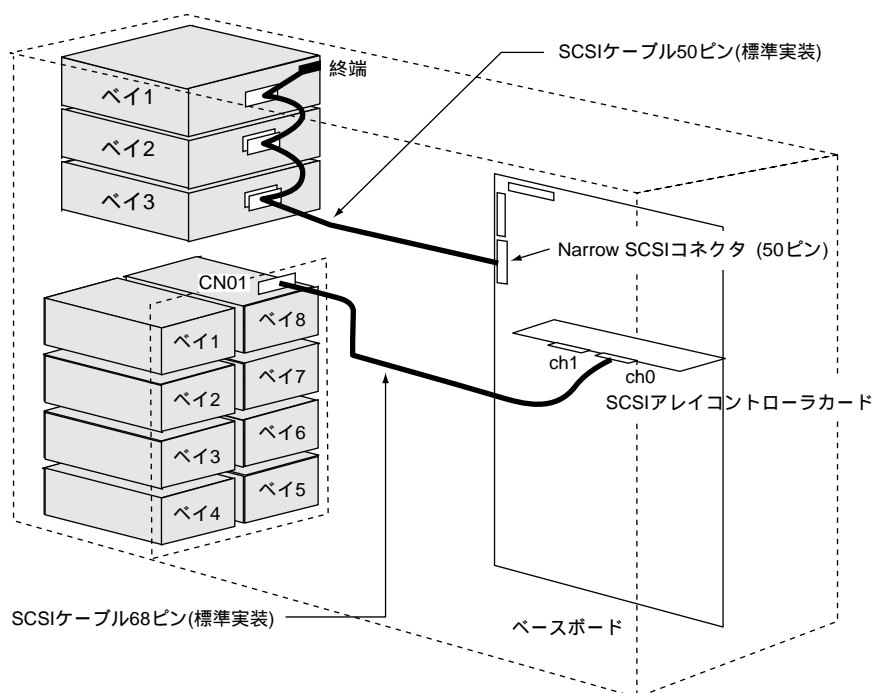 SCSIケーブル50ピン(標準実装)
終端
ベイ1
ベイ2
ベイ3
Narrow SCSIコネクタ (50ピン)
CN01
ベイ1
ベイ8
ベイ2
ベイ7
ベイ3
ベイ6
ベイ4
ベイ5
ch1
ch0
SCSIアレイコントローラカード
SCSIケーブル68ピン(標準実装)
ベースボード